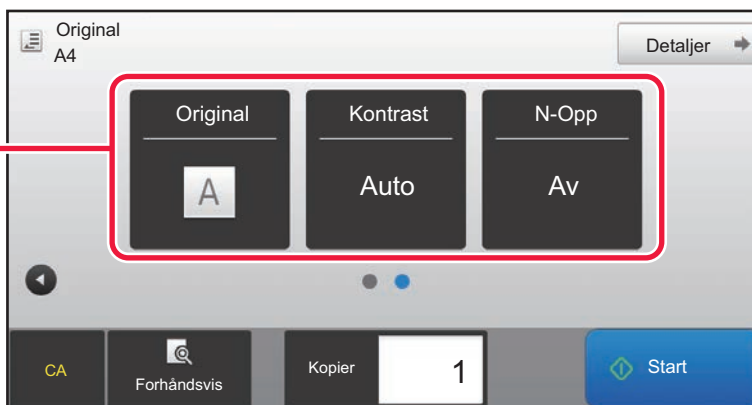 Original
A4
Detaljer
Original
Kontrast
N-Opp
A
Auto
Av
CA
Forhåndsvis
Kopier
1
Start